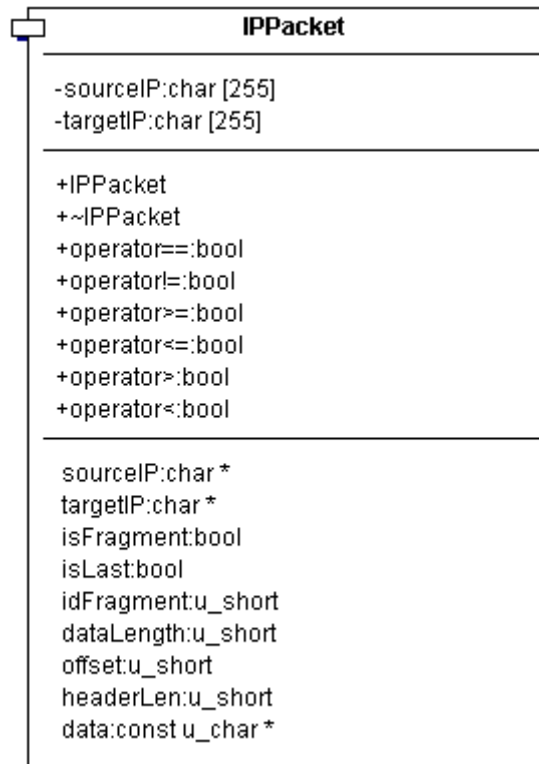 IPPacket
-sourceIP:char [255]
-targetIP:char [255]
+IPPacket
+~IPPacket
+operator==:bool
+operator!=:bool
+operator>=:bool
+operator<=:bool
+operator>:bool
+operator<:bool
sourceIP:char *
targetIP:char *
isFragment:bool
isLast:bool
idFragment:u_short
dataLength:u_short
offset:u_short
headerLen:u_short
data:const u_char *